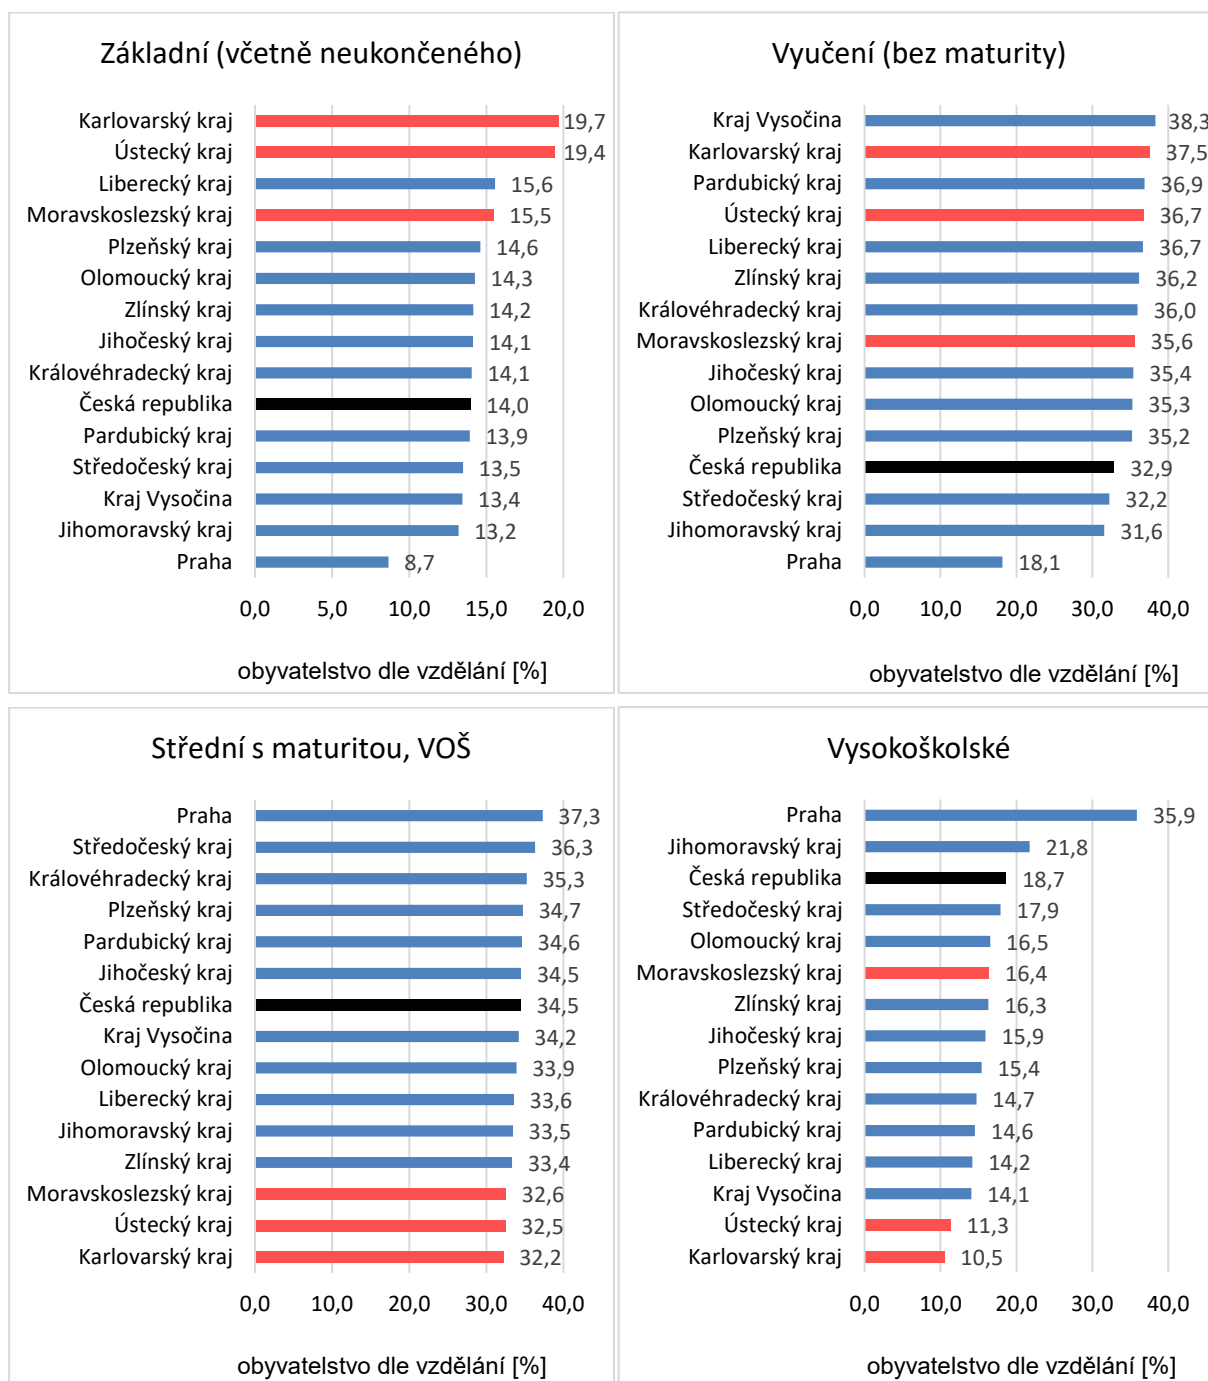 Základní (včetně neukončeného)
Karlovarský kraj 19,7
Ústecký kraj 19,4
Liberecký kraj 15,6
Moravskoslezský kraj 15,5
Plzeňský kraj 14,6
Olomoucký kraj 14,3
Zlínský kraj 14,2
Jihočeský kraj 14,1
Královéhradecký kraj 14,1
Česká republika 14,0
Pardubický kraj 13,9
Středočeský kraj 13,5
Kraj Vysočina 13,4
Jihomoravský kraj 13,2
Praha 8,7
0,0 5,0 10,0 15,0 20,0
obyvatelstvo dle vzdělání [%]
Vyučení (bez maturity)
Kraj Vysočina 38,3
Karlovarský kraj 37,5
Pardubický kraj 36,9
Ústecký kraj 36,7
Liberecký kraj 36,7
Zlínský kraj 36,2
Královéhradecký kraj 36,0
Moravskoslezský kraj 35,6
Jihočeský kraj 35,4
Olomoucký kraj 35,3
Plzeňský kraj 35,2
Česká republika 32,9
Středočeský kraj 32,2
Jihomoravský kraj 31,6
Praha 18,1
0,0 10,0 20,0 30,0 40,0
obyvatelstvo dle vzdělání [%]
Střední s maturitou, VOŠ
Praha 37,3
Středočeský kraj 36,3
Královéhradecký kraj 35,3
Plzeňský kraj 34,7
Pardubický kraj 34,6
Jihočeský kraj 34,5
Česká republika 34,5
Kraj Vysočina 34,2
Olomoucký kraj 33,9
Liberecký kraj 33,6
Jihomoravský kraj 33,5
Zlínský kraj 33,4
Moravskoslezský kraj 32,6
Ústecký kraj 32,5
Karlovarský kraj 32,2
0,0 10,0 20,0 30,0 40,0
obyvatelstvo dle vzdělání [%]
Vysokoškolské
Praha 35,9
Jihomoravský kraj 21,8
Česká republika 18,7
Středočeský kraj 17,9
Olomoucký kraj 16,5
Moravskoslezský kraj 16,4
Zlínský kraj 16,3
Jihočeský kraj 15,9
Plzeňský kraj 15,4
Královéhradecký kraj 14,7
Pardubický kraj 14,6
Liberecký kraj 14,2
Kraj Vysočina 14,1
Ústecký kraj 11,3
Karlovarský kraj 10,5
0,0 10,0 20,0 30,0 40,0
obyvatelstvo dle vzdělání [%]